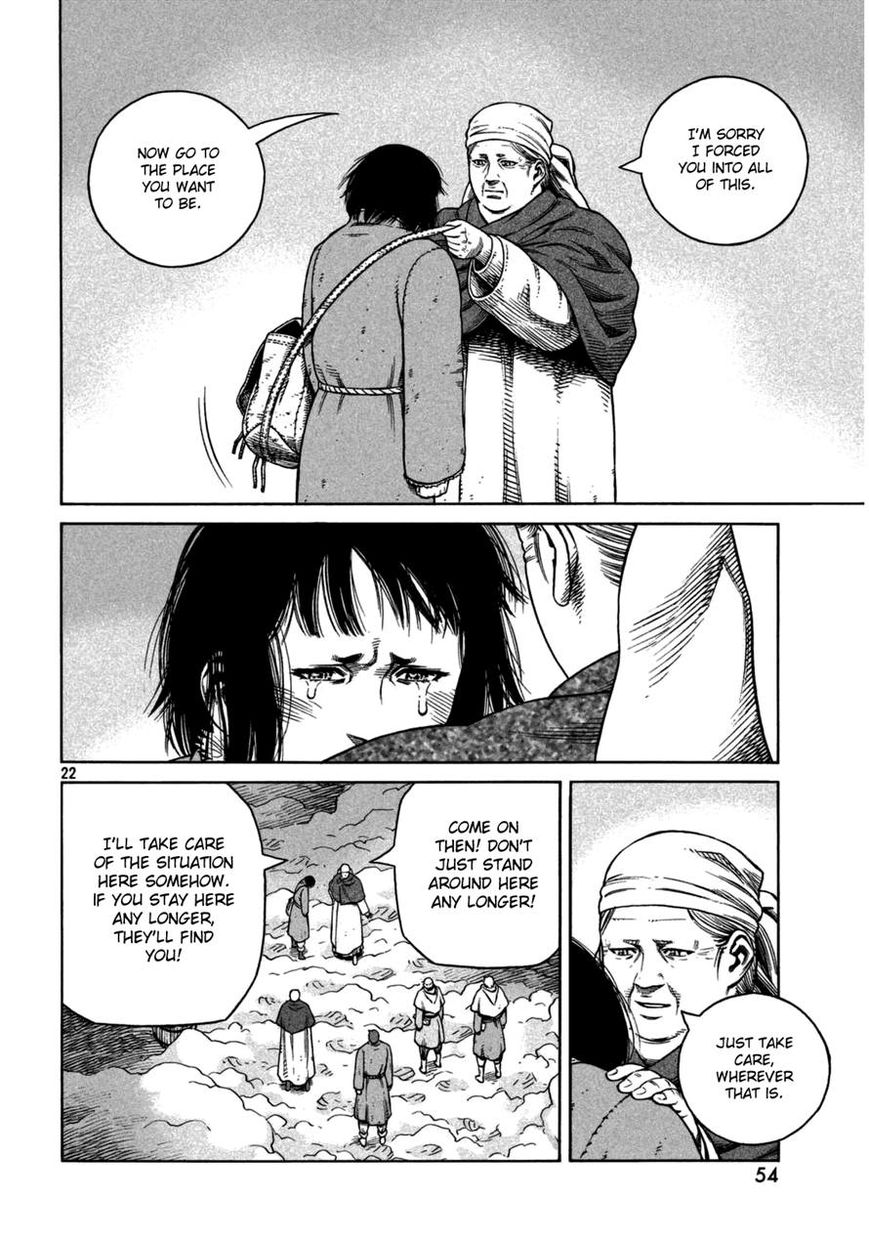 I'M SORRY
I FORCED
YOU INTO ALL
OF THIS.
NOW GO TO
THE PLACE
YOU WANT
TO BE.
22
JUST TAKE
CARE,
WHEREVER
THAT IS.
COME ON
THEN! DON'T
JUST STAND
AROUND HERE
ANY LONGER!
I'LL TAKE CARE
OF THE SITUATION
HERE SOMEHOW.
IF YOU STAY HERE
ANY LONGER,
THEY'LL FIND
YOU!
54